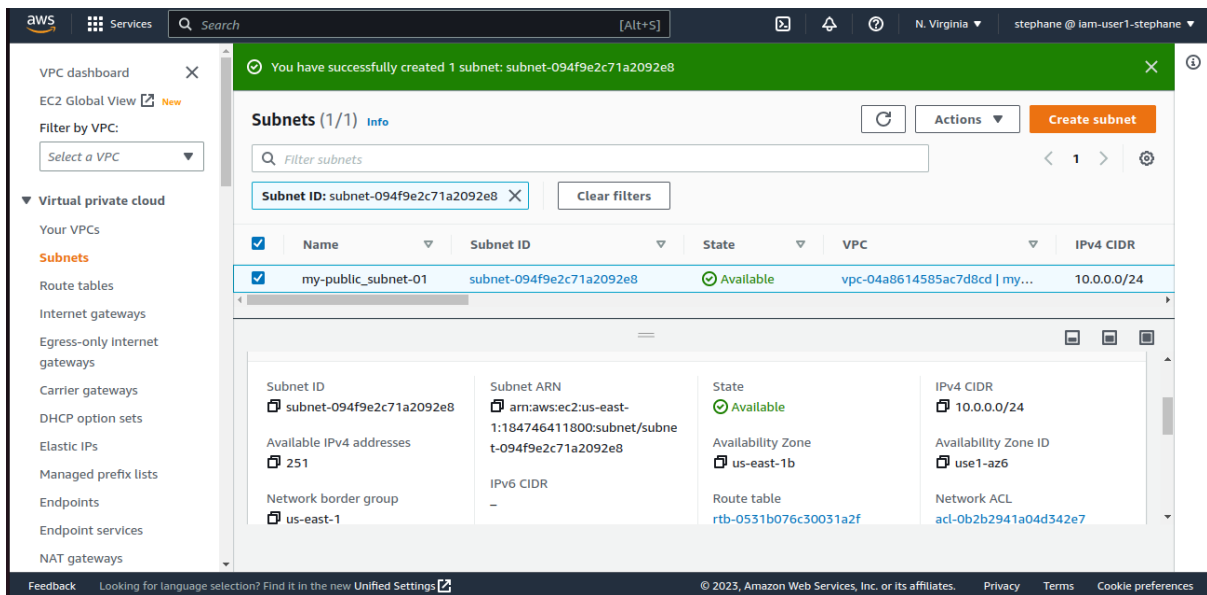 aws Services Search [Alt+S] N. Virginia stephane @ iam-user1-stephane
VPC dashboard
EC2 Global View New
Filter by VPC:
Select a VPC
Virtual private cloud
Your VPCs
Subnets
Route tables
Internet gateways
Egress-only internet
gateways
Carrier gateways
DHCP option sets
Elastic IPs
Managed prefix lists
Endpoints
Endpoint services
NAT gateways
You have successfully created 1 subnet: subnet-094f9e2c71a2092e8
Subnets (1/1) Info Actions Create subnet
Filter subnets 1
Subnet ID: subnet-094f9e2c71a2092e8 Clear filters
Name Subnet ID State VPC IPv4 CIDR
my-public_subnet-01 subnet-094f9e2c71a2092e8 Available vpc-04a8614585ac7d8cd | my... 10.0.0.0/24
Subnet ID
subnet-094f9e2c71a2092e8
Available IPv4 addresses
251
Network border group
us-east-1
Subnet ARN
arn:aws:ec2:us-east-
1:184746411800:subnet/subne
t-094f9e2c71a2092e8
IPv6 CIDR
–
State
Available
Availability Zone
us-east-1b
Route table
rtb-0531b076c30031a2f
IPv4 CIDR
10.0.0.0/24
Availability Zone ID
use1-az6
Network ACL
acl-0b2b2941a04d342e7
Feedback Looking for language selection? Find it in the new Unified Settings © 2023, Amazon Web Services, Inc. or its affiliates. Privacy Terms Cookie preferences